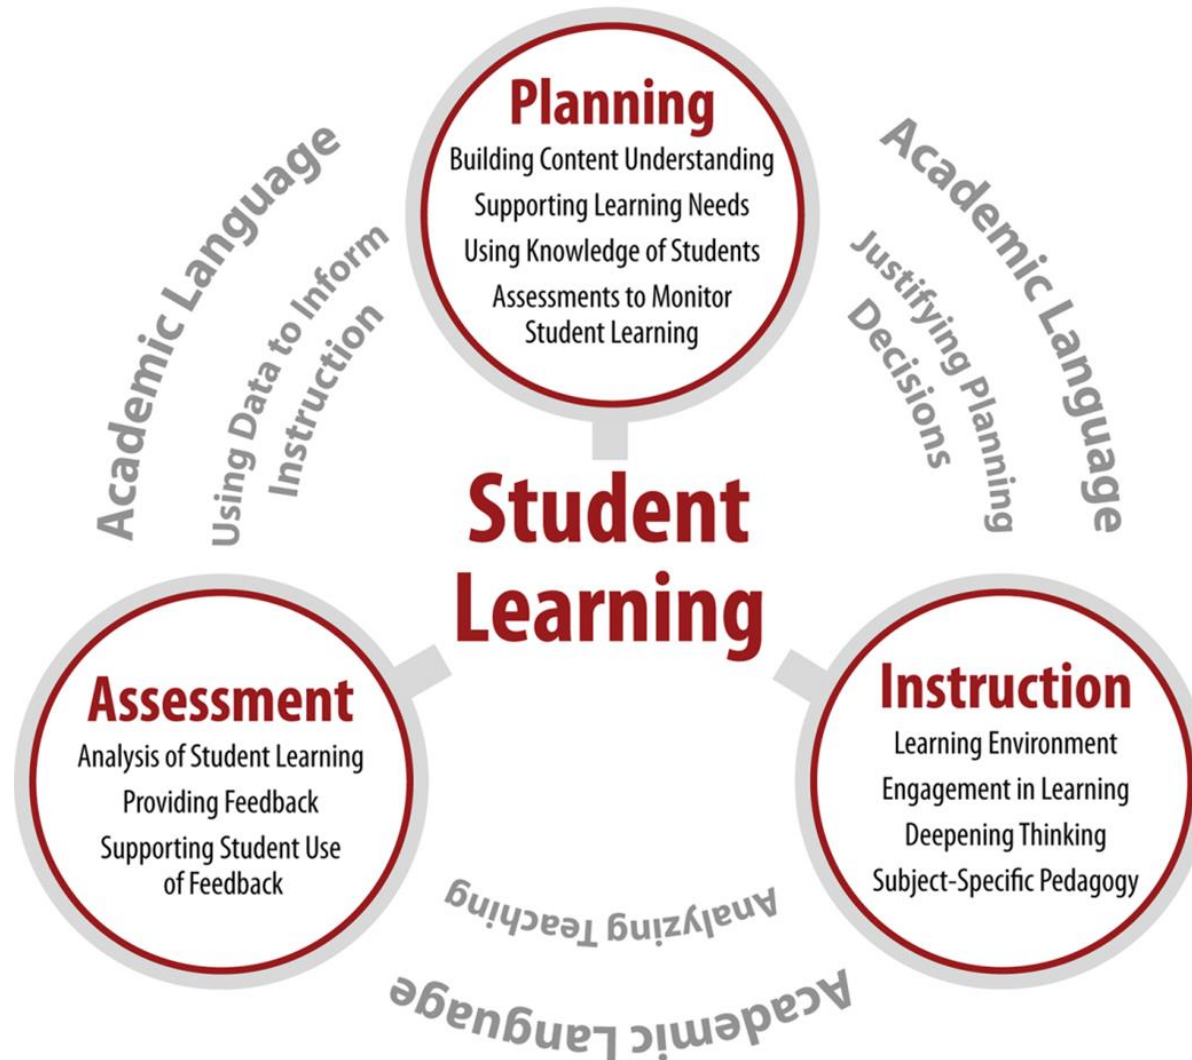 Planning
Building Content Understanding
Supporting Learning Needs
Using Knowledge of Students
Assessments to Monitor
Student Learning
Academic Language
Using Data to Inform
Instruction
Academic Language
Justifying Planning
Decisions
Student
Learning
Assessment
Analysis of Student Learning
Providing Feedback
Supporting Student Use
of Feedback
Instruction
Learning Environment
Engagement in Learning
Deepening Thinking
Subject-Specific Pedagogy
Analyzing Teaching
Academic Language